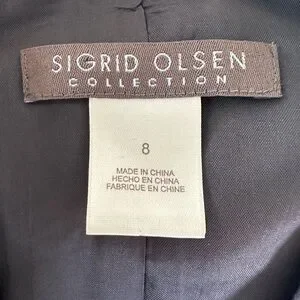 SIGRID OLSEN
COLLECTION
8
MADE IN CHINA
HECHO EN CHINA
FABRIQUE EN CHINE